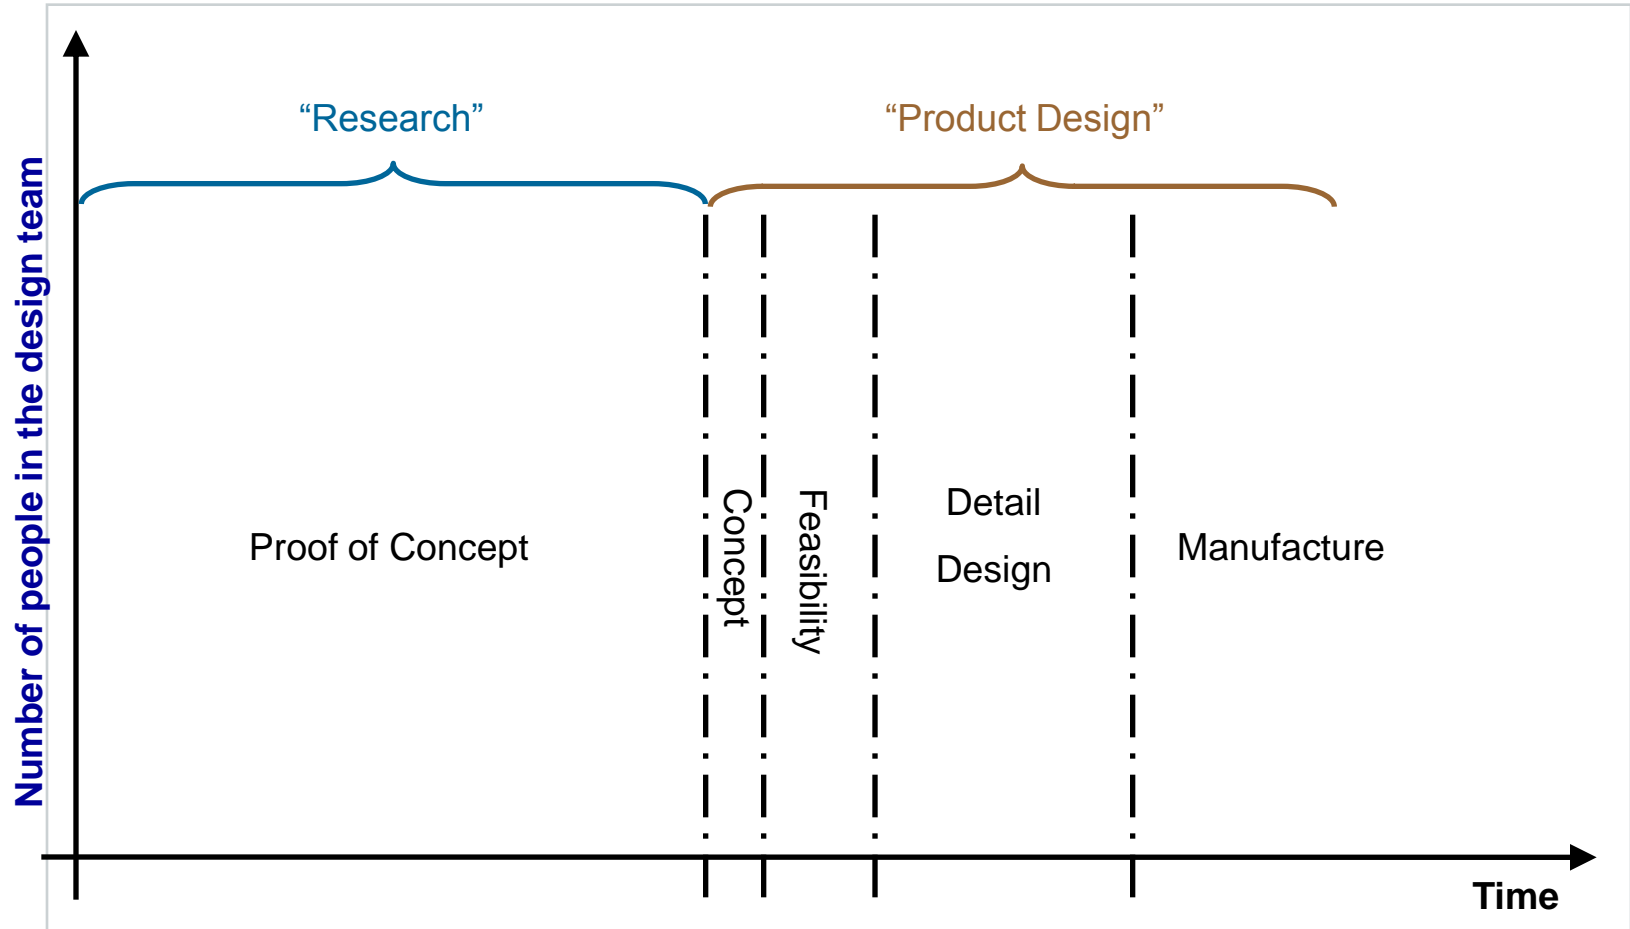 “Research”
“Product Design”
Number of people in the design team
Proof of Concept
Concept
Feasibility
Detail
Design
Manufacture
Time